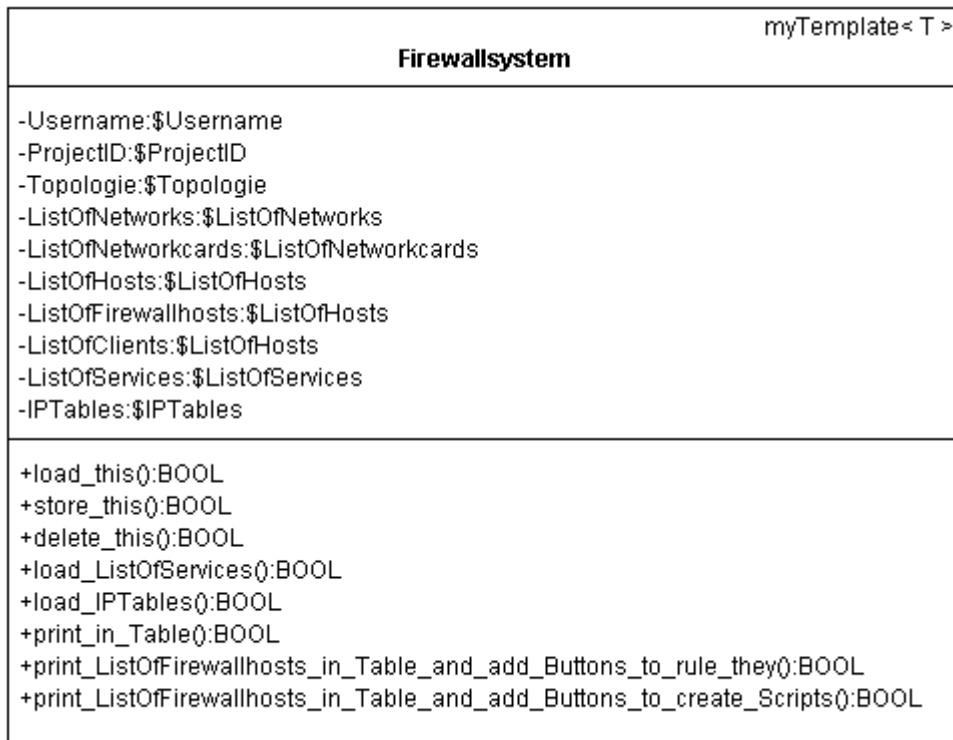 myTemplate< T >
Firewallsystem
-Username:$Username
-ProjectID:$ProjectID
-Topologie:$Topologie
-ListOfNetworks:$ListOfNetworks
-ListOfNetworkcards:$ListOfNetworkcards
-ListOfHosts:$ListOfHosts
-ListOfFirewallhosts:$ListOfHosts
-ListOfClients:$ListOfHosts
-ListOfServices:$ListOfServices
-IPTables:$IPTables
+load_this():BOOL
+store_this():BOOL
+delete_this():BOOL
+load_ListOfServices():BOOL
+load_IPTables():BOOL
+print_in_Table():BOOL
+print_ListOfFirewallhosts_in_Table_and_add_Buttons_to_rule_they():BOOL
+print_ListOfFirewallhosts_in_Table_and_add_Buttons_to_create_Scripts():BOOL